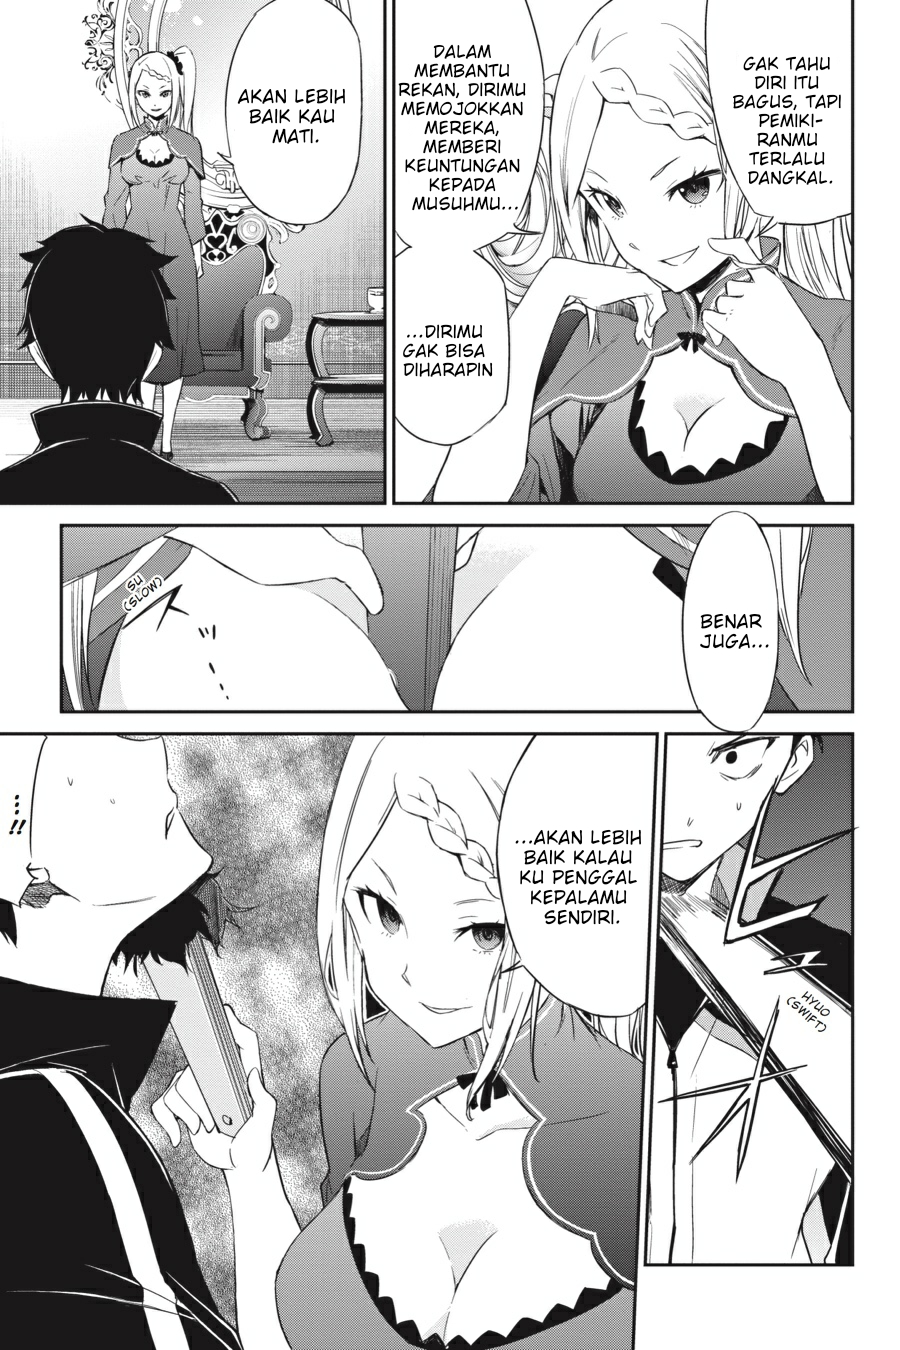 GAK TAHU
DIRI ITU
BAGUS, TAPI
PEMIKI-
RANMU
TERLALU
DANGKAL.
DALAM
MEMBANTU
REKAN, DIRIMU
MEMOJOKKAN
MEREKA,
MEMBERI
KEUNTUNGAN
KEPADA
MUSUHMU...
...DIRIMU
GAK BISA
DIHARAPIN
AKAN LEBIH
BAIK KAU
MATI.
BENAR
JUGA...
SU
(SLOW)
HYUO
(SWIFT)
...AKAN LEBIH
BAIK KALAU
KU PENGGAL
KEPALAMU
SENDIRI.
...!!